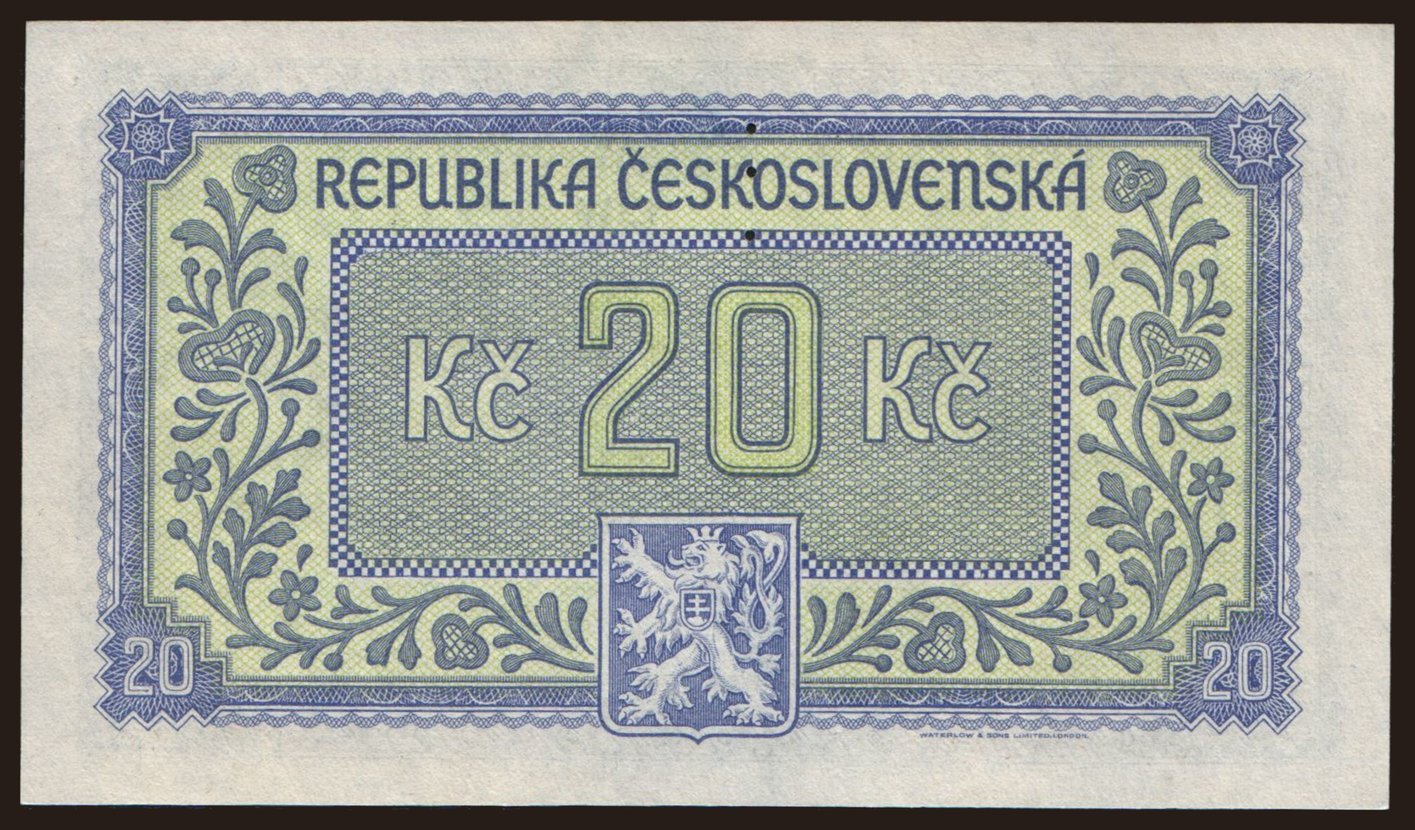 REPUBLIKA ČESKOSLOVENSKÁ
Kč 20 Kč
20 20
WATERLOW & SONS LIMITED, LONDON.